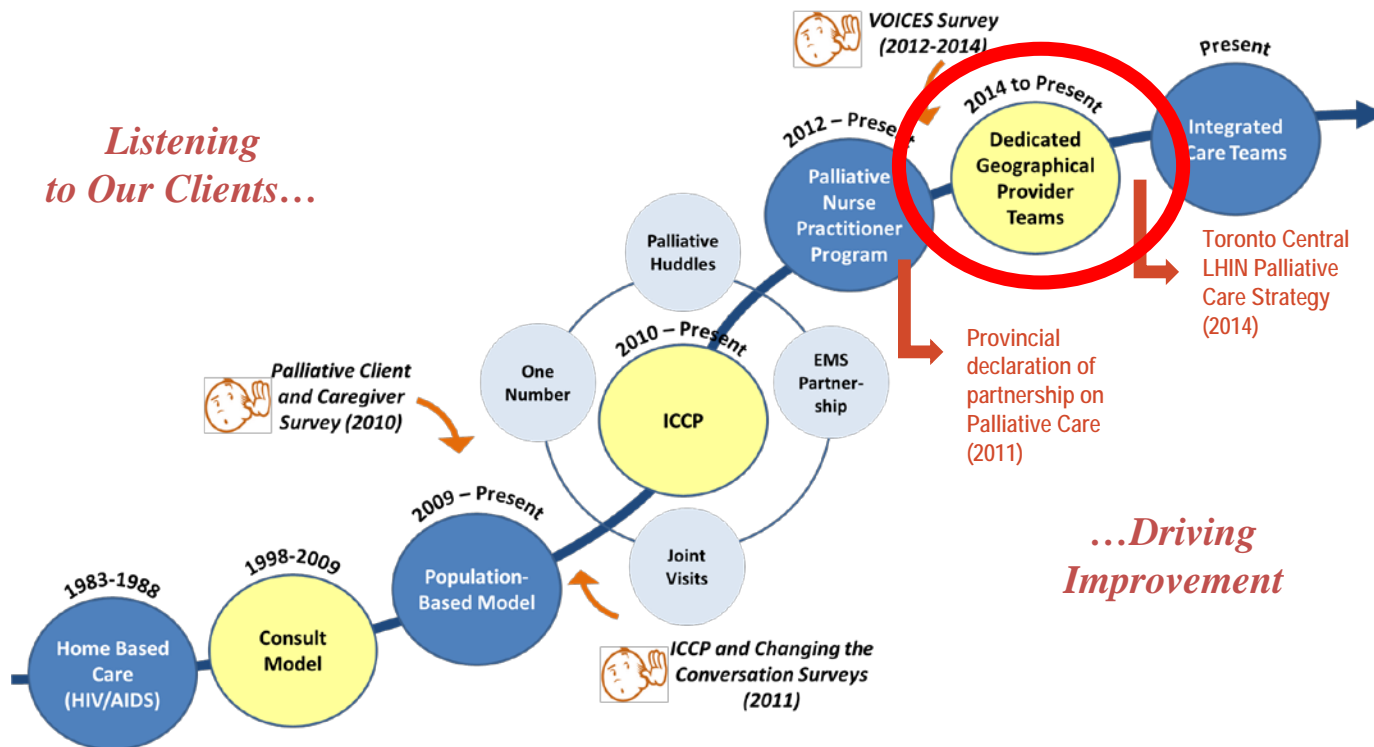 Listening
to Our Clients…
VOICES Survey
(2012-2014)
Present
Integrated
Care Teams
2014 to Present
Dedicated
Geographical
Provider
Teams
2012 – Present
Palliative
Nurse
Practitioner
Program
Toronto Central
LHIN Palliative
Care Strategy
(2014)
Provincial
declaration of
partnership on
Palliative Care
(2011)
Palliative
Huddles
One
Number
EMS
Partner-
ship
Joint
Visits
2010 – Present
ICCP
Palliative Client
and Caregiver
Survey (2010)
2009 – Present
Population-
Based Model
ICCP and Changing the
Conversation Surveys
(2011)
1998-2009
Consult
Model
1983-1988
Home Based
Care
(HIV/AIDS)
…Driving
Improvement